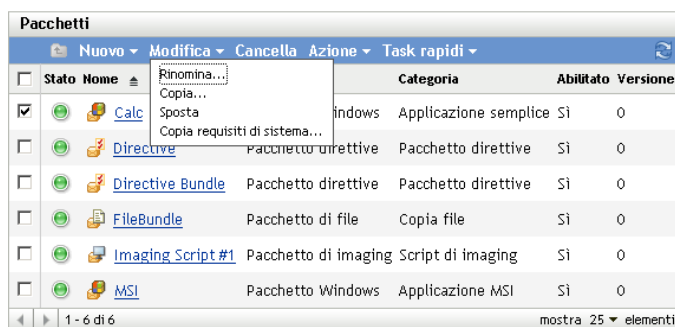 Pacchetti
Nuovo Modifica Cancella Azione Task rapidi
Stato Nome Categoria Abilitato Versione
Rinomina...
Copia...
Sposta
Copia requisiti di sistema...
Calc indows Applicazione semplice Sì 0
Directive Pacchetto direttive Pacchetto direttive Sì 0
Directive Bundle Pacchetto direttive Pacchetto direttive Sì 0
FileBundle Pacchetto di file Copia file Sì 0
Imaging Script #1 Pacchetto di imaging Script di imaging Sì 0
MSI Pacchetto Windows Applicazione MSI Sì 0
1 - 6 di 6 mostra 25 elementi